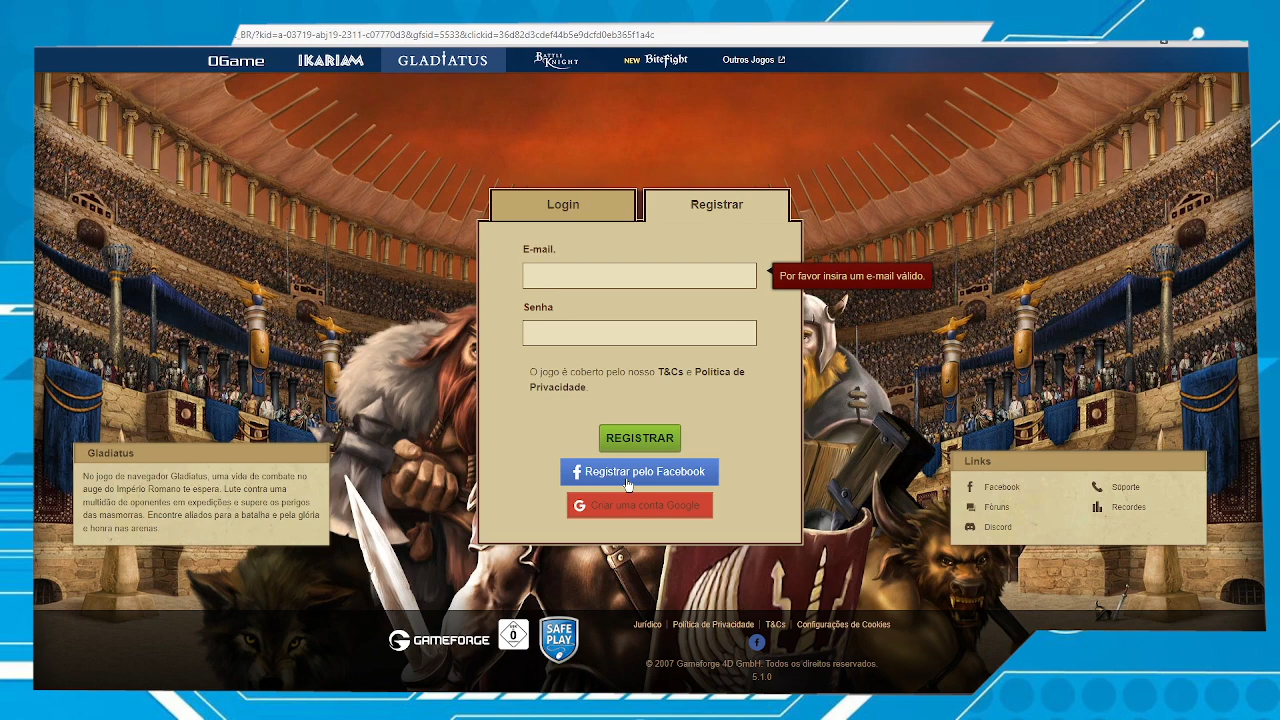 _BR/?kid=a-03719-abj19-2311-c07770d3&gfsid=5533&clickid=36d82d3cdef44b5e9dcfd0eb365f1a4c
OGame IKARIAM GLADIATUS BATTLE KNIGHT NEW BiteFight Outros Jogos
Login Registrar
E-mail.
Por favor insira um e-mail válido.
Senha
O jogo é coberto pelo nosso T&Cs e Política de
Privacidade.
REGISTRAR
Registrar pelo Facebook
Criar uma conta Google
Gladiatus
No jogo de navegador Gladiatus, uma vida de combate no
auge do Império Romano te espera. Lute contra uma
multidão de oponentes em expedições e supere os perigos
das masmorras. Encontre aliados para a batalha e pela glória
e honra nas arenas.
Links
Facebook Suporte
Fóruns Recordes
Discord
GAMEFORGE 0 SAFE PLAY
Jurídico | Política de Privacidade | T&Cs | Configurações de Cookies
© 2007 Gameforge 4D GmbH. Todos os direitos reservados.
5.1.0